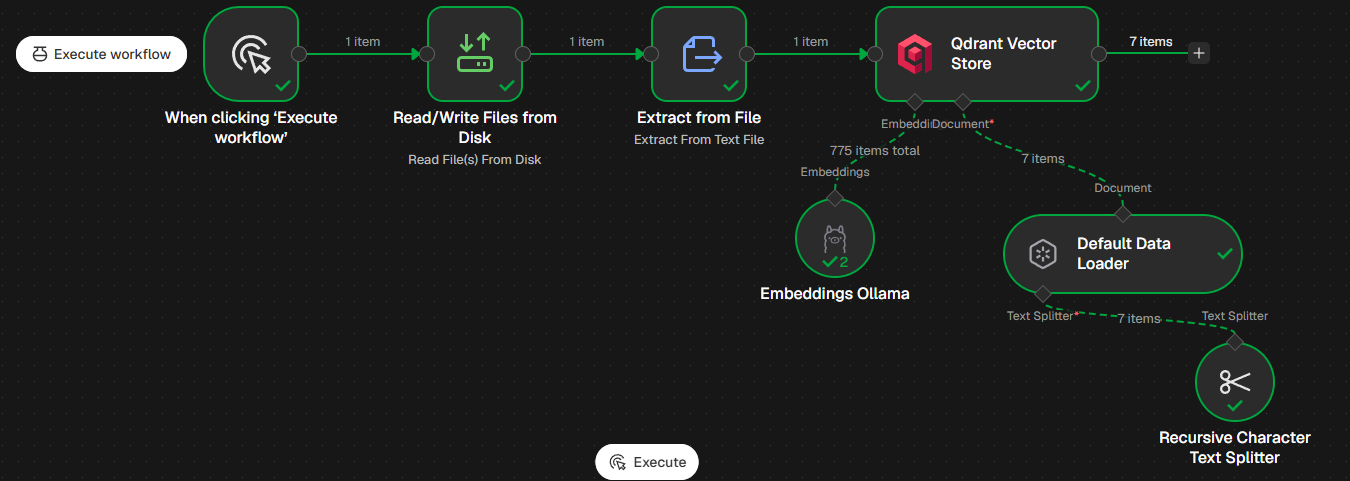 Execute workflow
1 item
1 item
1 item
Qdrant Vector
Store
7 items
When clicking ‘Execute
workflow’
Read/Write Files from
Disk
Read File(s) From Disk
Extract from File
Extract From Text File
Embeddi
Document*
775 items total
7 items
Embeddings
Document
2
Embeddings Ollama
Default Data
Loader
Text Splitter*
7 items
Text Splitter
Recursive Character
Text Splitter
Execute